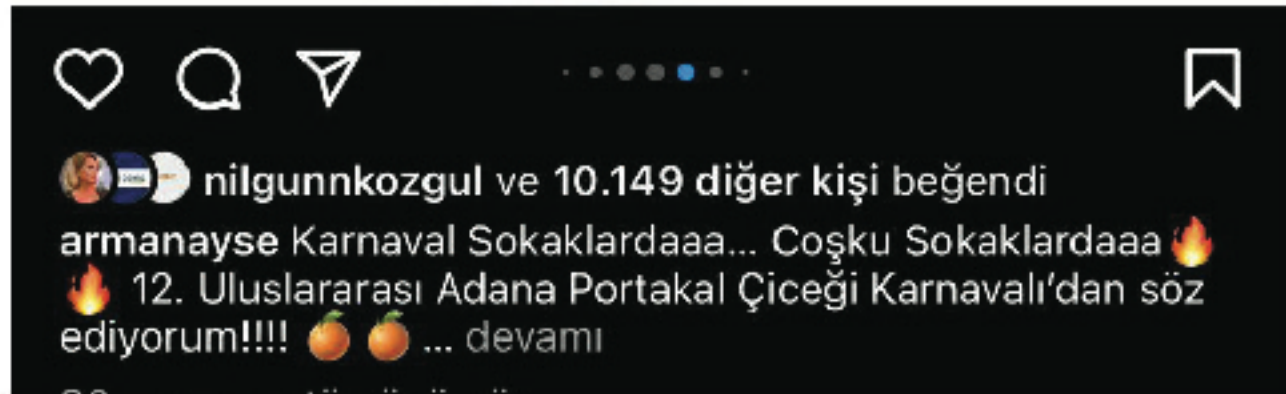 nilgunnkozgul ve 10.149 diğer kişi beğendi
armanayse Karnaval Sokaklardaaa... Coşku Sokaklardaaa🔥
🔥 12. Uluslararası Adana Portakal Çiceği Karnavalı'dan söz
ediyorum!!!! 🍊 🍊 ... devamı